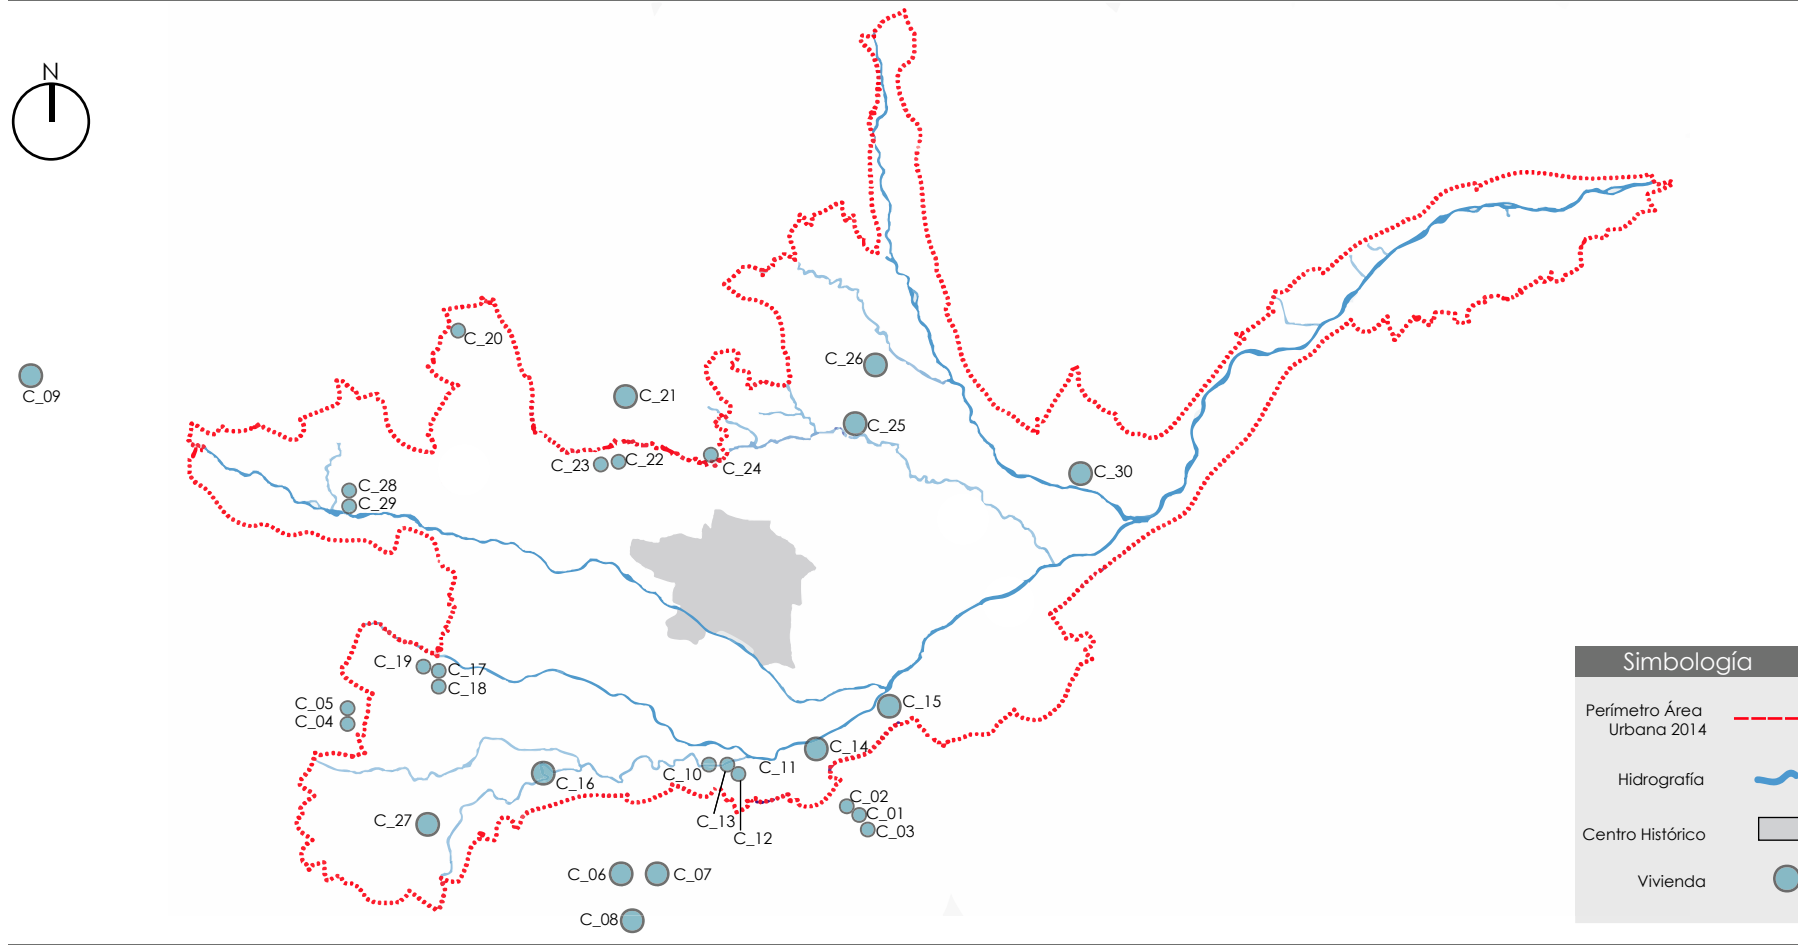 N
C_20
C_26
C_09
C_21
C_25
C_23
C_22
C_24
C_30
C_28
C_29
C_19
C_17
C_18
C_05
C_04
C_15
C_14
C_10
C_11
C_16
C_02
C_01
C_03
C_13
C_12
C_27
C_06
C_07
C_08
Simbología
Perímetro Área
Urbana 2014
Hidrografía
Centro Histórico
Vivienda